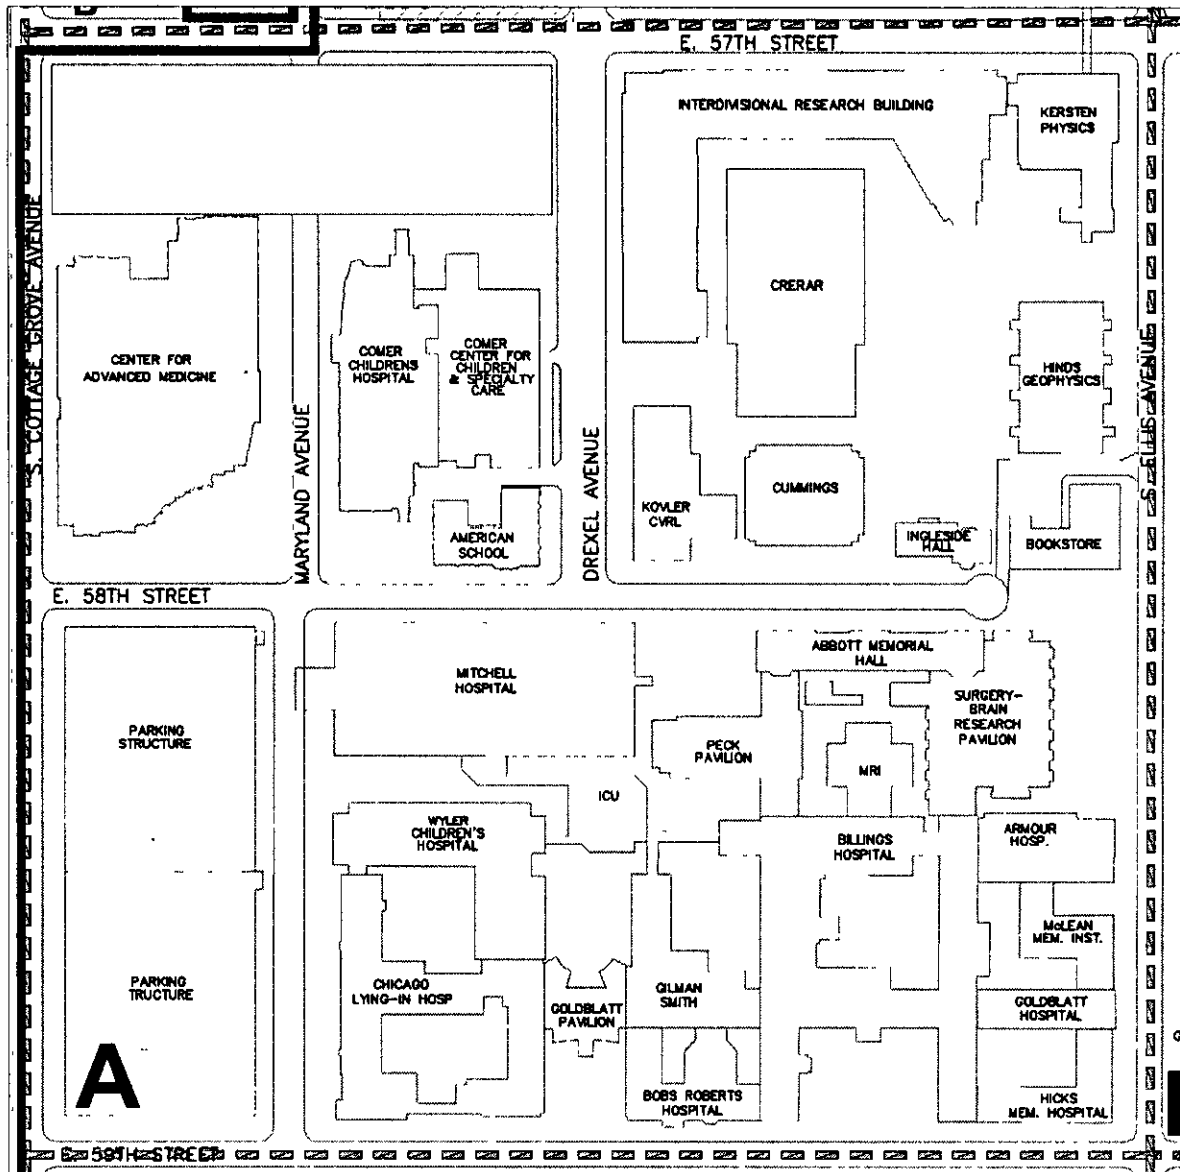 E. 57TH STREET
INTERDIVISIONAL RESEARCH BUILDING
KERSTEN
PHYSICS
S. COTTAGE GROVE AVENUE
CRERAR
CENTER FOR
ADVANCED MEDICINE
COMER
CHILDRENS
HOSPITAL
COMER
CENTER FOR
CHILDREN
& SPECIALTY
CARE
HINDS
GEOPHYSICS
S. ELLIS AVENUE
MARYLAND AVENUE
DREXEL AVENUE
KOVLER
CVRL
CUMMINGS
AMERICAN
SCHOOL
INGLESIDE
HALL
BOOKSTORE
E. 58TH STREET
ABBOTT MEMORIAL
HALL
MITCHELL
HOSPITAL
SURGERY-
BRAIN
RESEARCH
PAVILION
PARKING
STRUCTURE
PECK
PAVILION
MRI
ICU
WYLER
CHILDREN'S
HOSPITAL
BILLINGS
HOSPITAL
ARMOUR
HOSP.
McLEAN
MEM. INST.
PARKING
TRUCTURE
CHICAGO
LYING-IN HOSP
GILMAN
SMITH
GOLDBLATT
PAVILION
GOLDBLATT
HOSPITAL
A
BOBS ROBERTS
HOSPITAL
HICKS
MEM. HOSPITAL
E. 59TH STREET